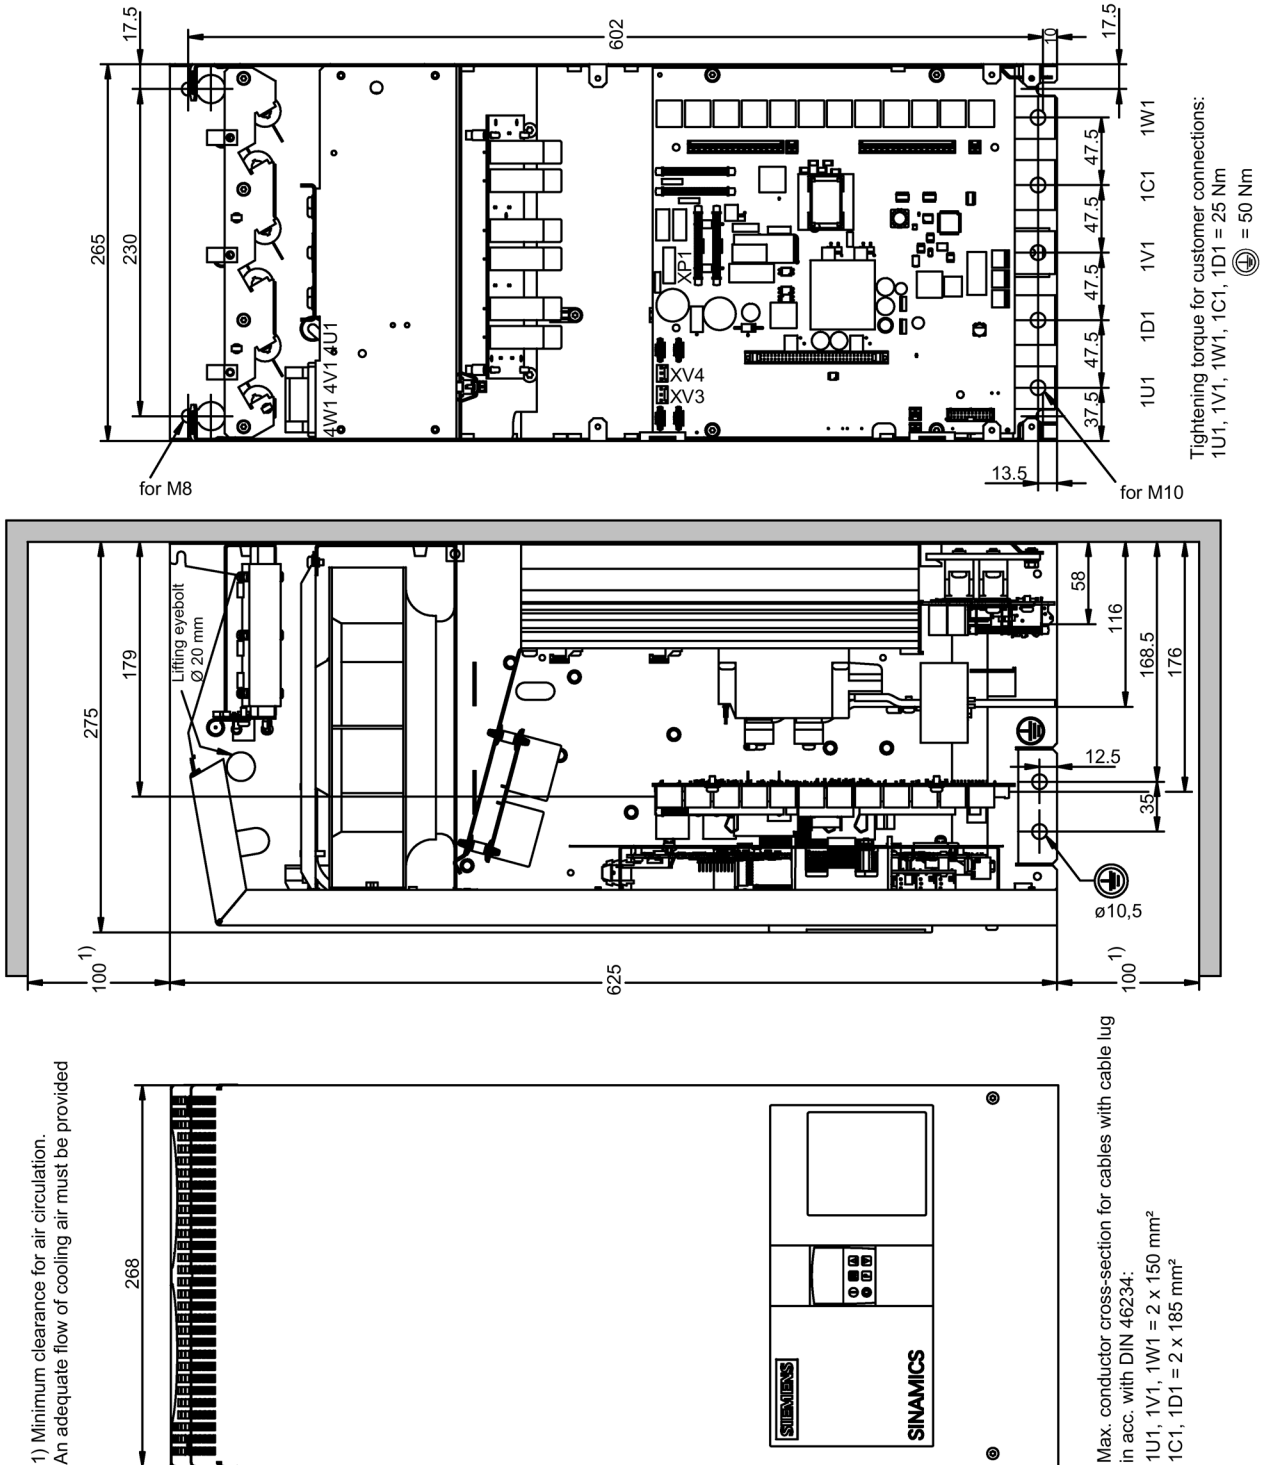 17.5
602
10
17.5
265
230
47.5
47.5
47.5
47.5
37.5
13.5
1W1
1C1
1V1
1D1
1U1
XP1
XV4
XV3
4W1 4V1 4U1
for M8
for M10
Tightening torque for customer connections:
1U1, 1V1, 1W1, 1C1, 1D1 = 25 Nm
= 50 Nm
Lifting eyebolt
Ø 20 mm
179
275
58
116
168.5
176
12.5
35
ø10,5
100 1)
625
100 1)
1) Minimum clearance for air circulation.
An adequate flow of cooling air must be provided
268
SIEMENS
SINAMICS
Max. conductor cross-section for cables with cable lug
in acc. with DIN 46234:
1U1, 1V1, 1W1 = 2 x 150 mm²
1C1, 1D1 = 2 x 185 mm²